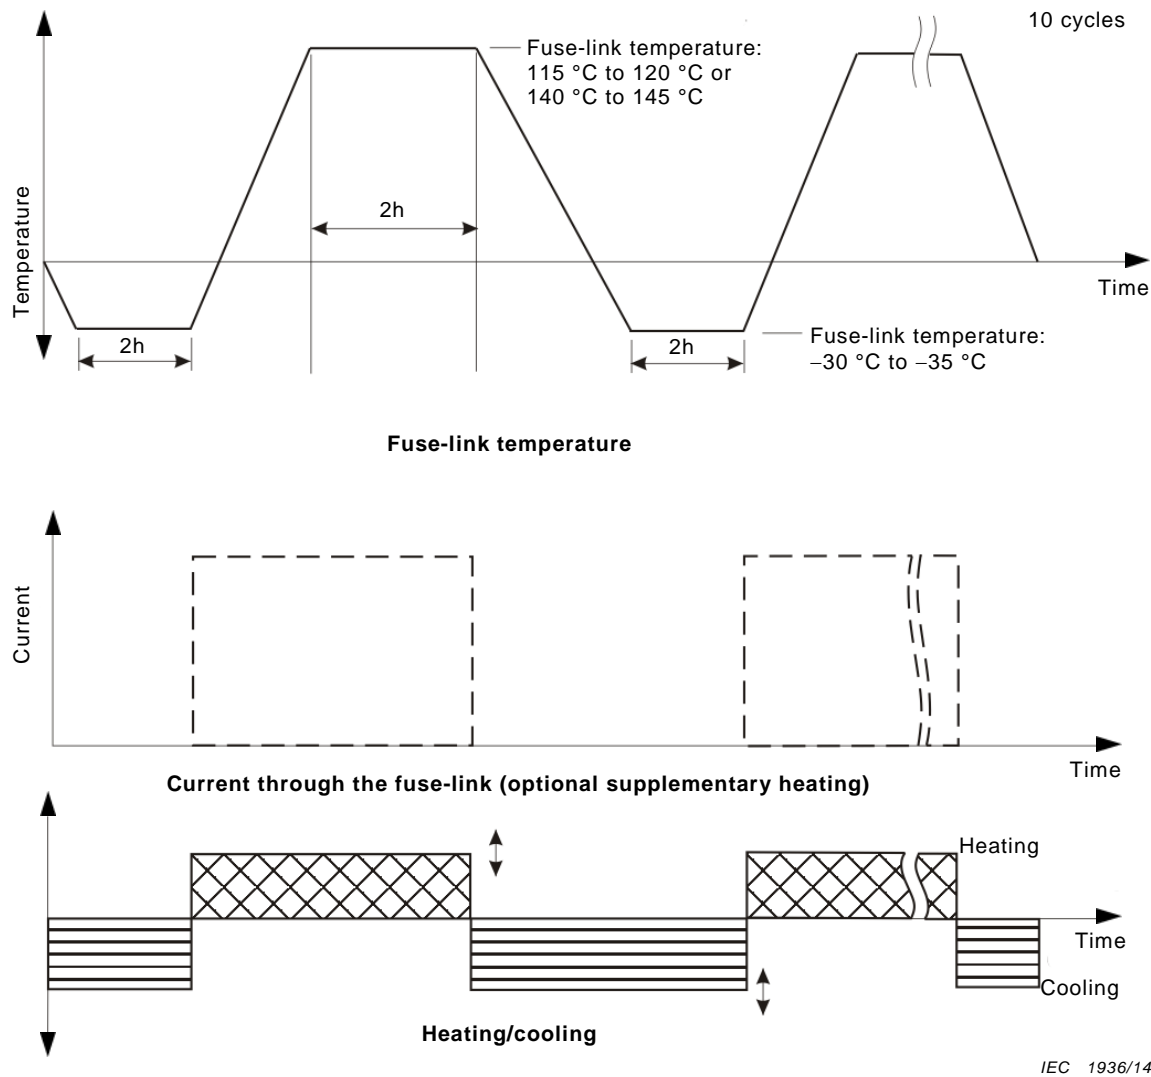 10 cycles
Fuse-link temperature:
115 °C to 120 °C or
140 °C to 145 °C
Temperature
2h
Time
2h
2h
Fuse-link temperature:
–30 °C to –35 °C
Fuse-link temperature
Current
Time
Current through the fuse-link (optional supplementary heating)
Heating
Time
Cooling
Heating/cooling
IEC 1936/14